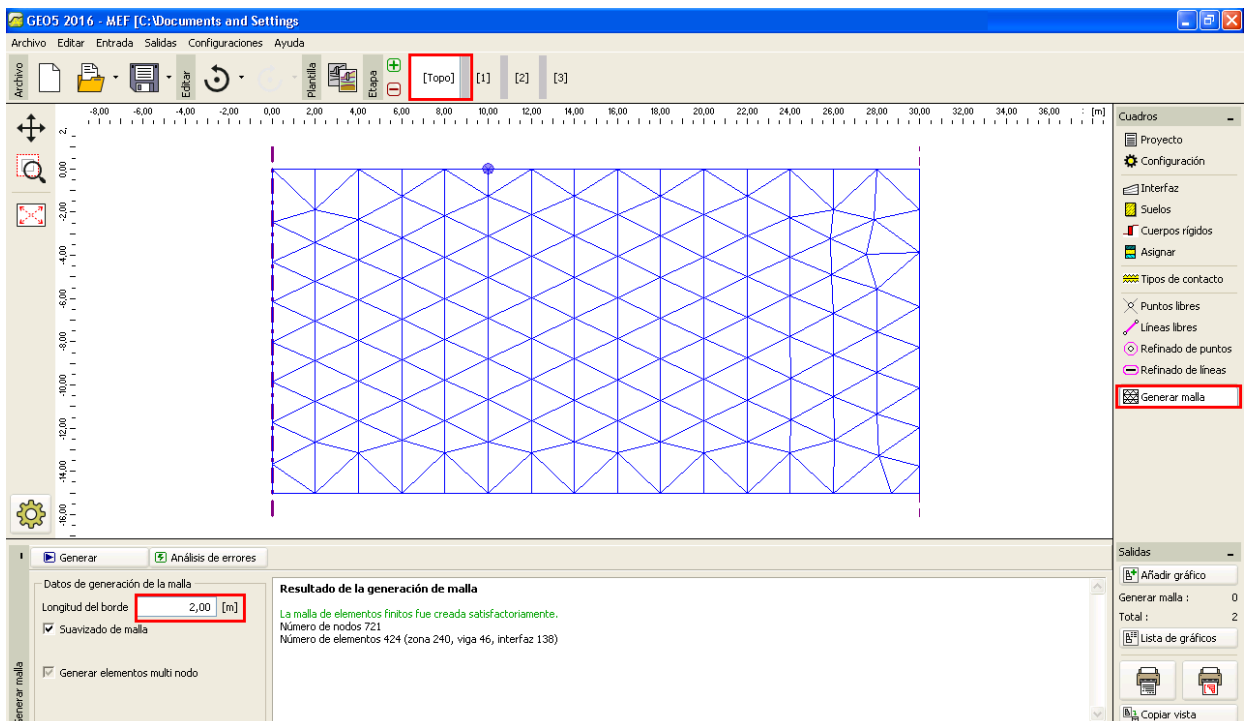 GEO5 2016 - MEF [C:\Documents and Settings
Archivo Editar Entrada Salidas Configuraciones Ayuda
Archivo
Editar
Plantilla
Etapa
[Topo] [1] [2] [3]
-8,00 -6,00 -4,00 -2,00 0,00 2,00 4,00 6,00 8,00 10,00 12,00 14,00 16,00 18,00 20,00 22,00 24,00 26,00 28,00 30,00 32,00 34,00 36,00 [m]
0,00
-2,00
-4,00
-6,00
-8,00
-10,00
-12,00
-14,00
-16,00
Cuadros
Proyecto
Configuración
Interfaz
Suelos
Cuerpos rígidos
Asignar
Tipos de contacto
Puntos libres
Líneas libres
Refinado de puntos
Refinado de líneas
Generar malla
Generar Análisis de errores
Datos de generación de la malla
Longitud del borde 2,00 [m]
Suavizado de malla
Generar elementos multi nodo
Generar malla
Resultado de la generación de malla
La malla de elementos finitos fue creada satisfactoriamente.
Número de nodos 721
Número de elementos 424 (zona 240, viga 46, interfaz 138)
Salidas
Añadir gráfico
Generar malla : 0
Total : 2
Lista de gráficos
Copiar vista